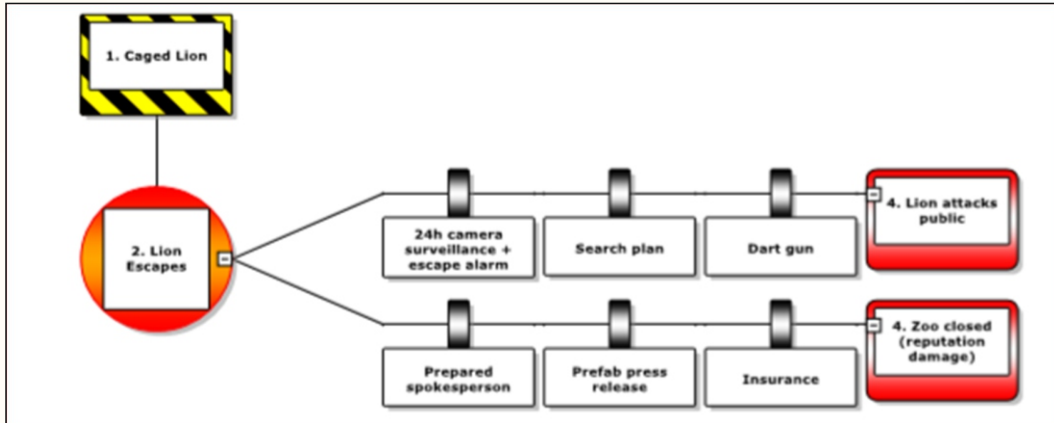 1. Caged Lion
2. Lion
Escapes
24h camera
surveillance +
escape alarm
Search plan
Dart gun
4. Lion attacks
public
Prepared
spokesperson
Prefab press
release
Insurance
4. Zoo closed
(reputation
damage)